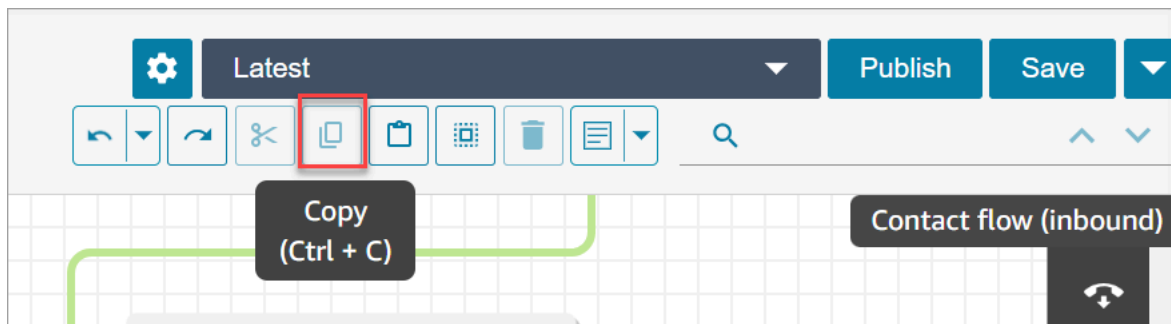 Latest
Publish
Save
Copy
(Ctrl + C)
Contact flow (inbound)